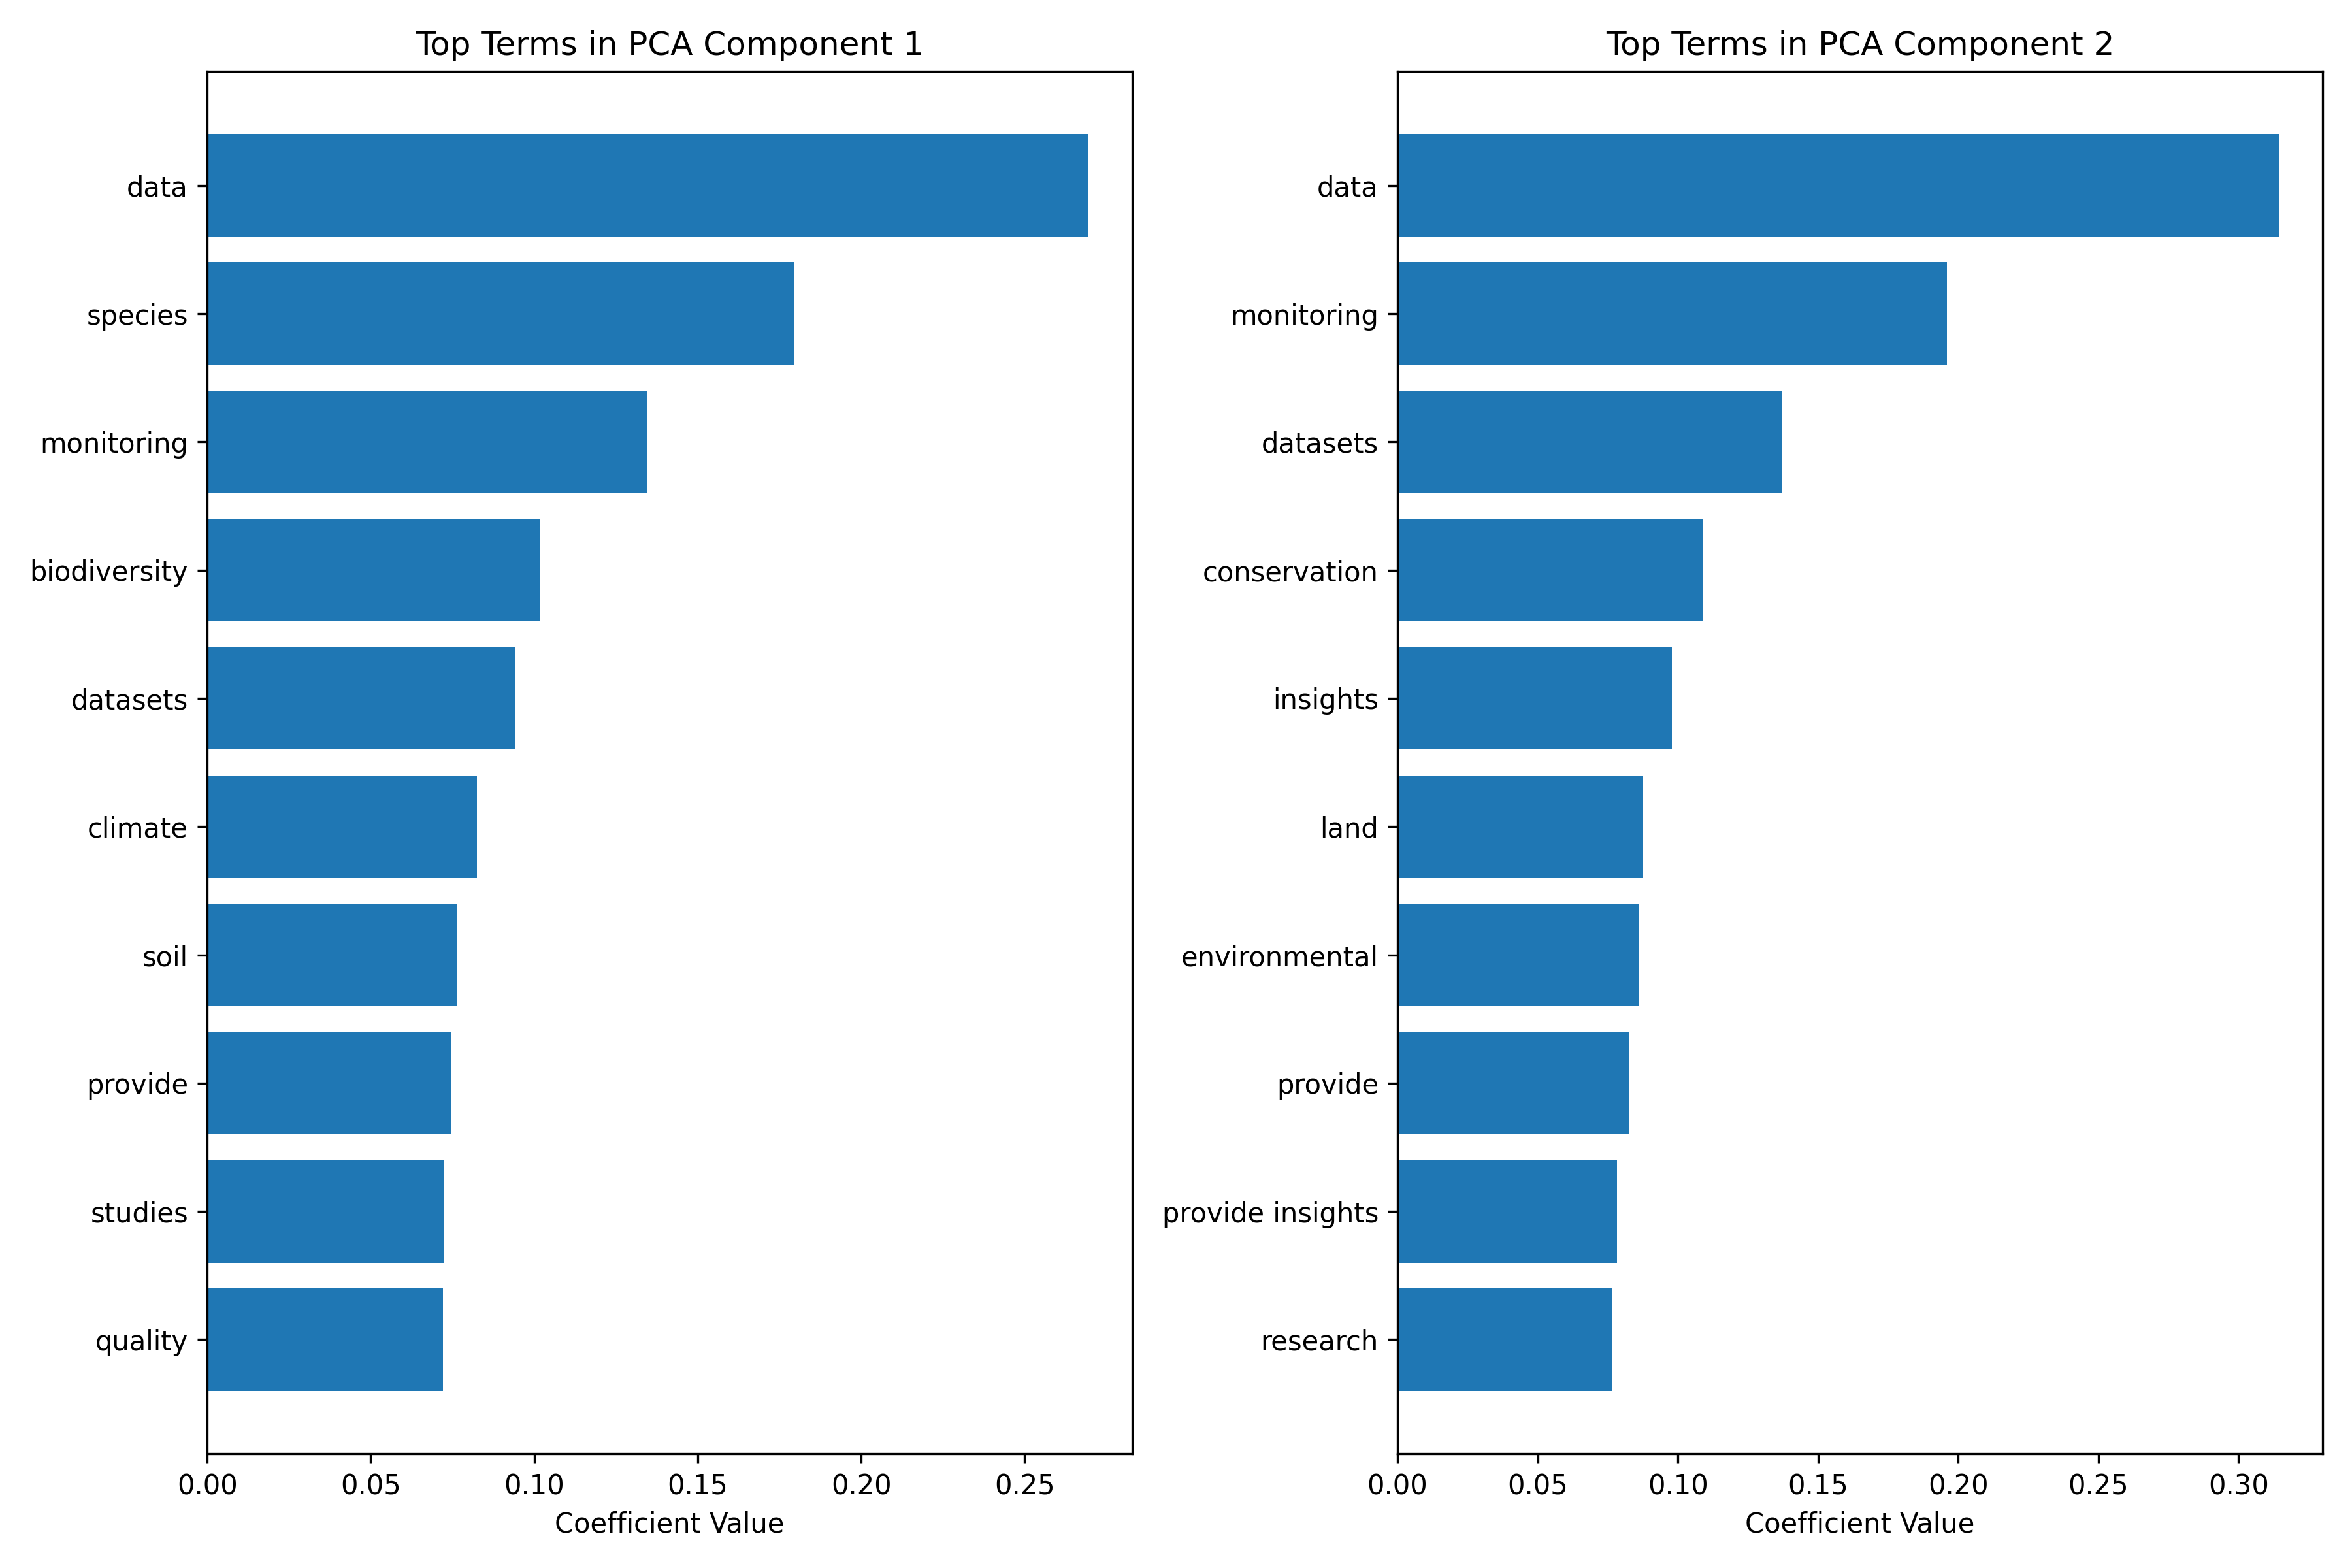 Top Terms in PCA Component 1
data
species
monitoring
biodiversity
datasets
climate
soil
provide
studies
quality
0.00 0.05 0.10 0.15 0.20 0.25
Coefficient Value
Top Terms in PCA Component 2
data
monitoring
datasets
conservation
insights
land
environmental
provide
provide insights
research
0.00 0.05 0.10 0.15 0.20 0.25 0.30
Coefficient Value